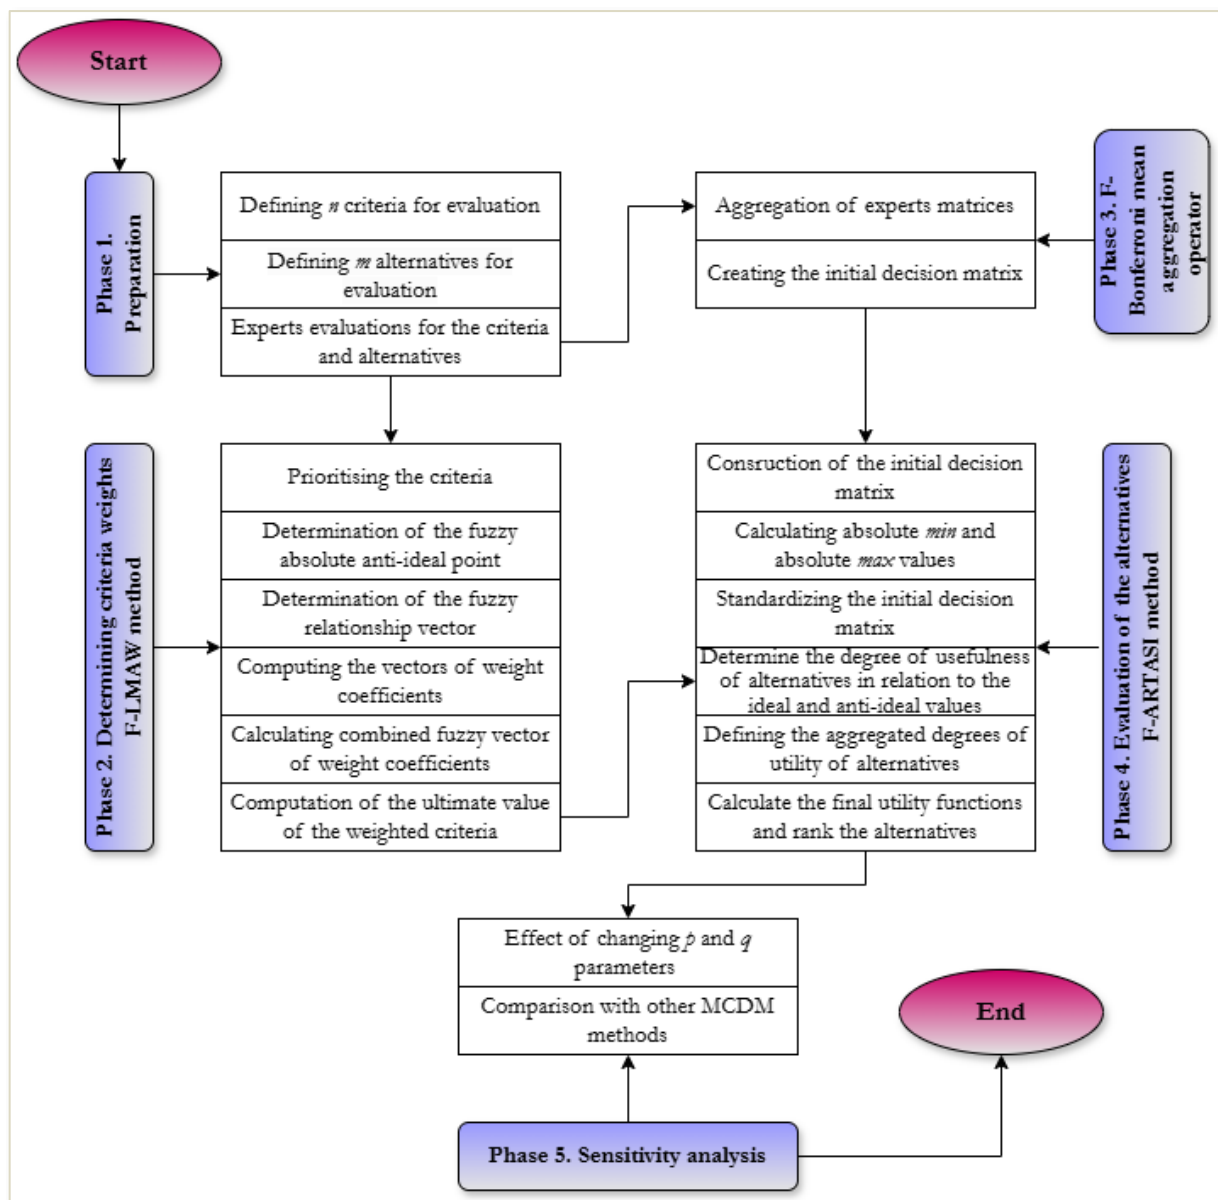 Start
Phase 1.
Preparation
Defining n criteria for evaluation
Defining m alternatives for
evaluation
Experts evaluations for the criteria
and alternatives
Aggregation of experts matrices
Creating the initial decision matrix
Phase 3. F-
Bonferroni mean
aggregation
operator
Phase 2. Determining criteria weights
F-LMAW method
Prioritising the criteria
Determination of the fuzzy
absolute anti-ideal point
Determination of the fuzzy
relationship vector
Computing the vectors of weight
coefficients
Calculating combined fuzzy vector
of weight coefficients
Computation of the ultimate value
of the weighted criteria
Consruction of the initial decision
matrix
Calculating absolute min and
absolute max values
Standardizing the initial decision
matrix
Determine the degree of usefulness
of alternatives in relation to the
ideal and anti-ideal values
Defining the aggregated degrees of
utility of alternatives
Calculate the final utility functions
and rank the alternatives
Phase 4. Evaluation of the alternatives
F-ARTASI method
Effect of changing p and q
parameters
Comparison with other MCDM
methods
End
Phase 5. Sensitivity analysis